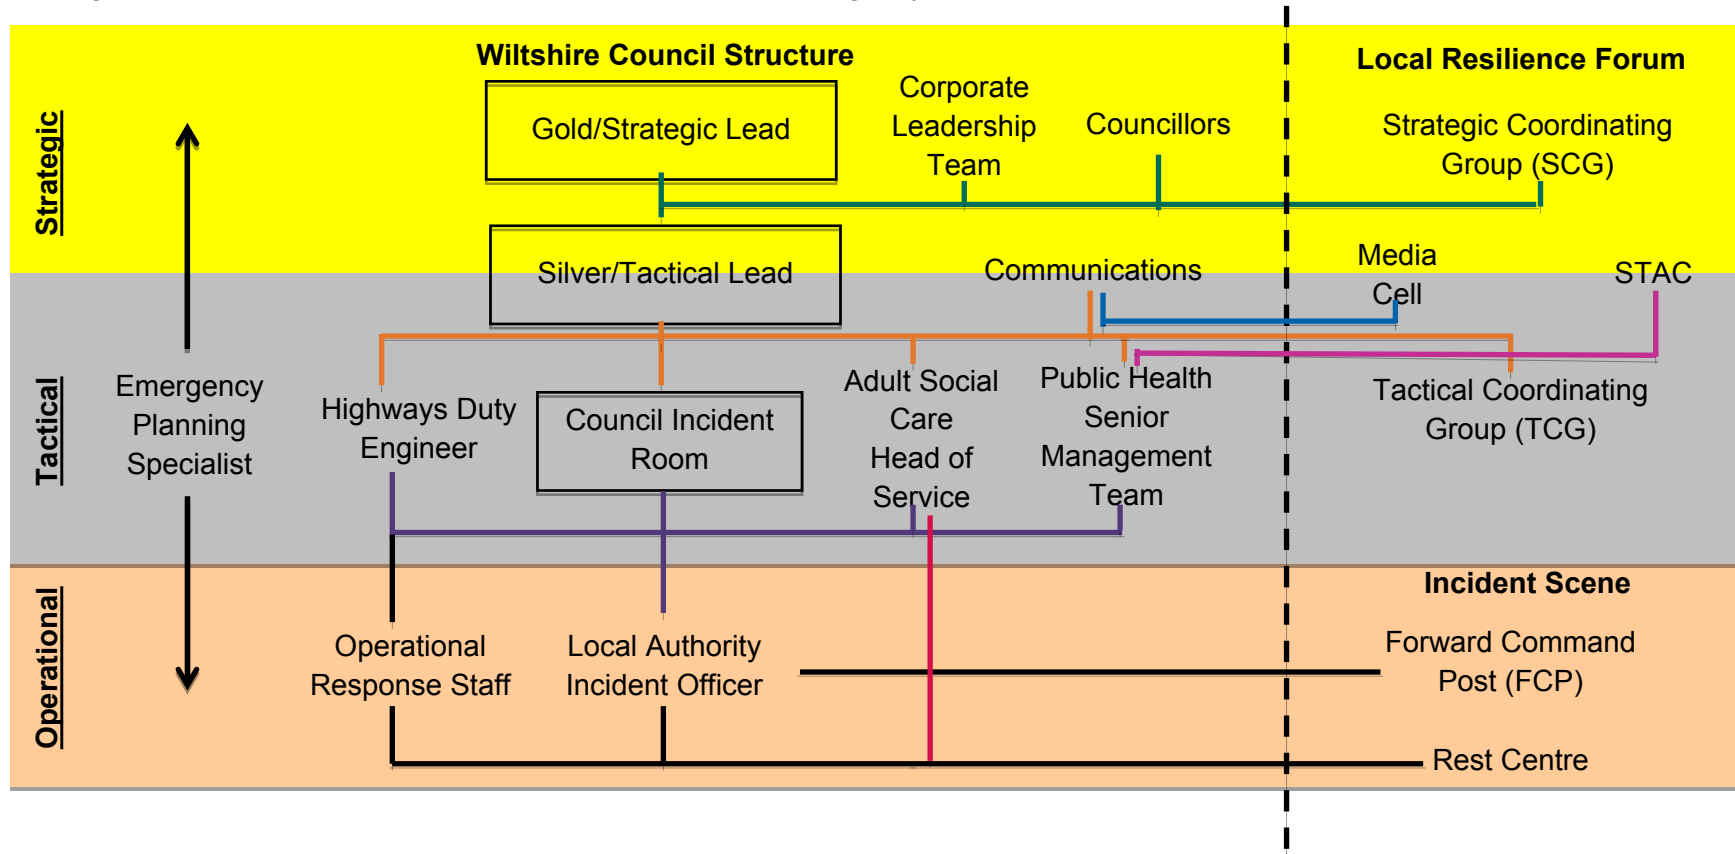 Wiltshire Council Structure
Local Resilience Forum
Strategic
Gold/Strategic Lead
Corporate
Leadership
Team
Councillors
Strategic Coordinating
Group (SCG)
Silver/Tactical Lead
Communications
Media
Cell
STAC
Tactical
Emergency
Planning
Specialist
Highways Duty
Engineer
Council Incident
Room
Adult Social
Care
Head of
Service
Public Health
Senior
Management
Team
Tactical Coordinating
Group (TCG)
Operational
Incident Scene
Operational
Response Staff
Local Authority
Incident Officer
Forward Command
Post (FCP)
Rest Centre